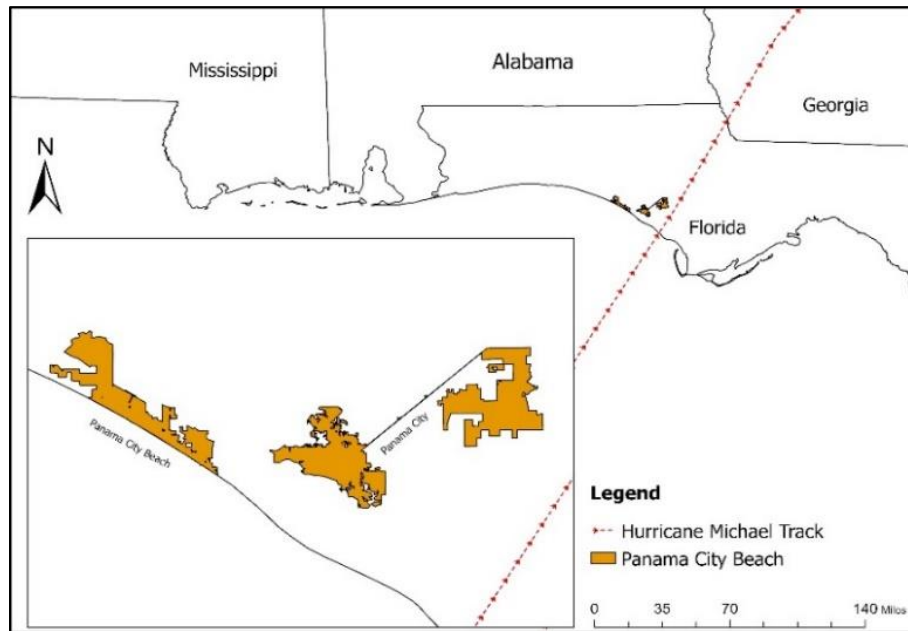 Mississippi
Alabama
Georgia
N
Florida
Panama City Beach
Panama City
Legend
Hurricane Michael Track
Panama City Beach
0 35 70 140 Miles